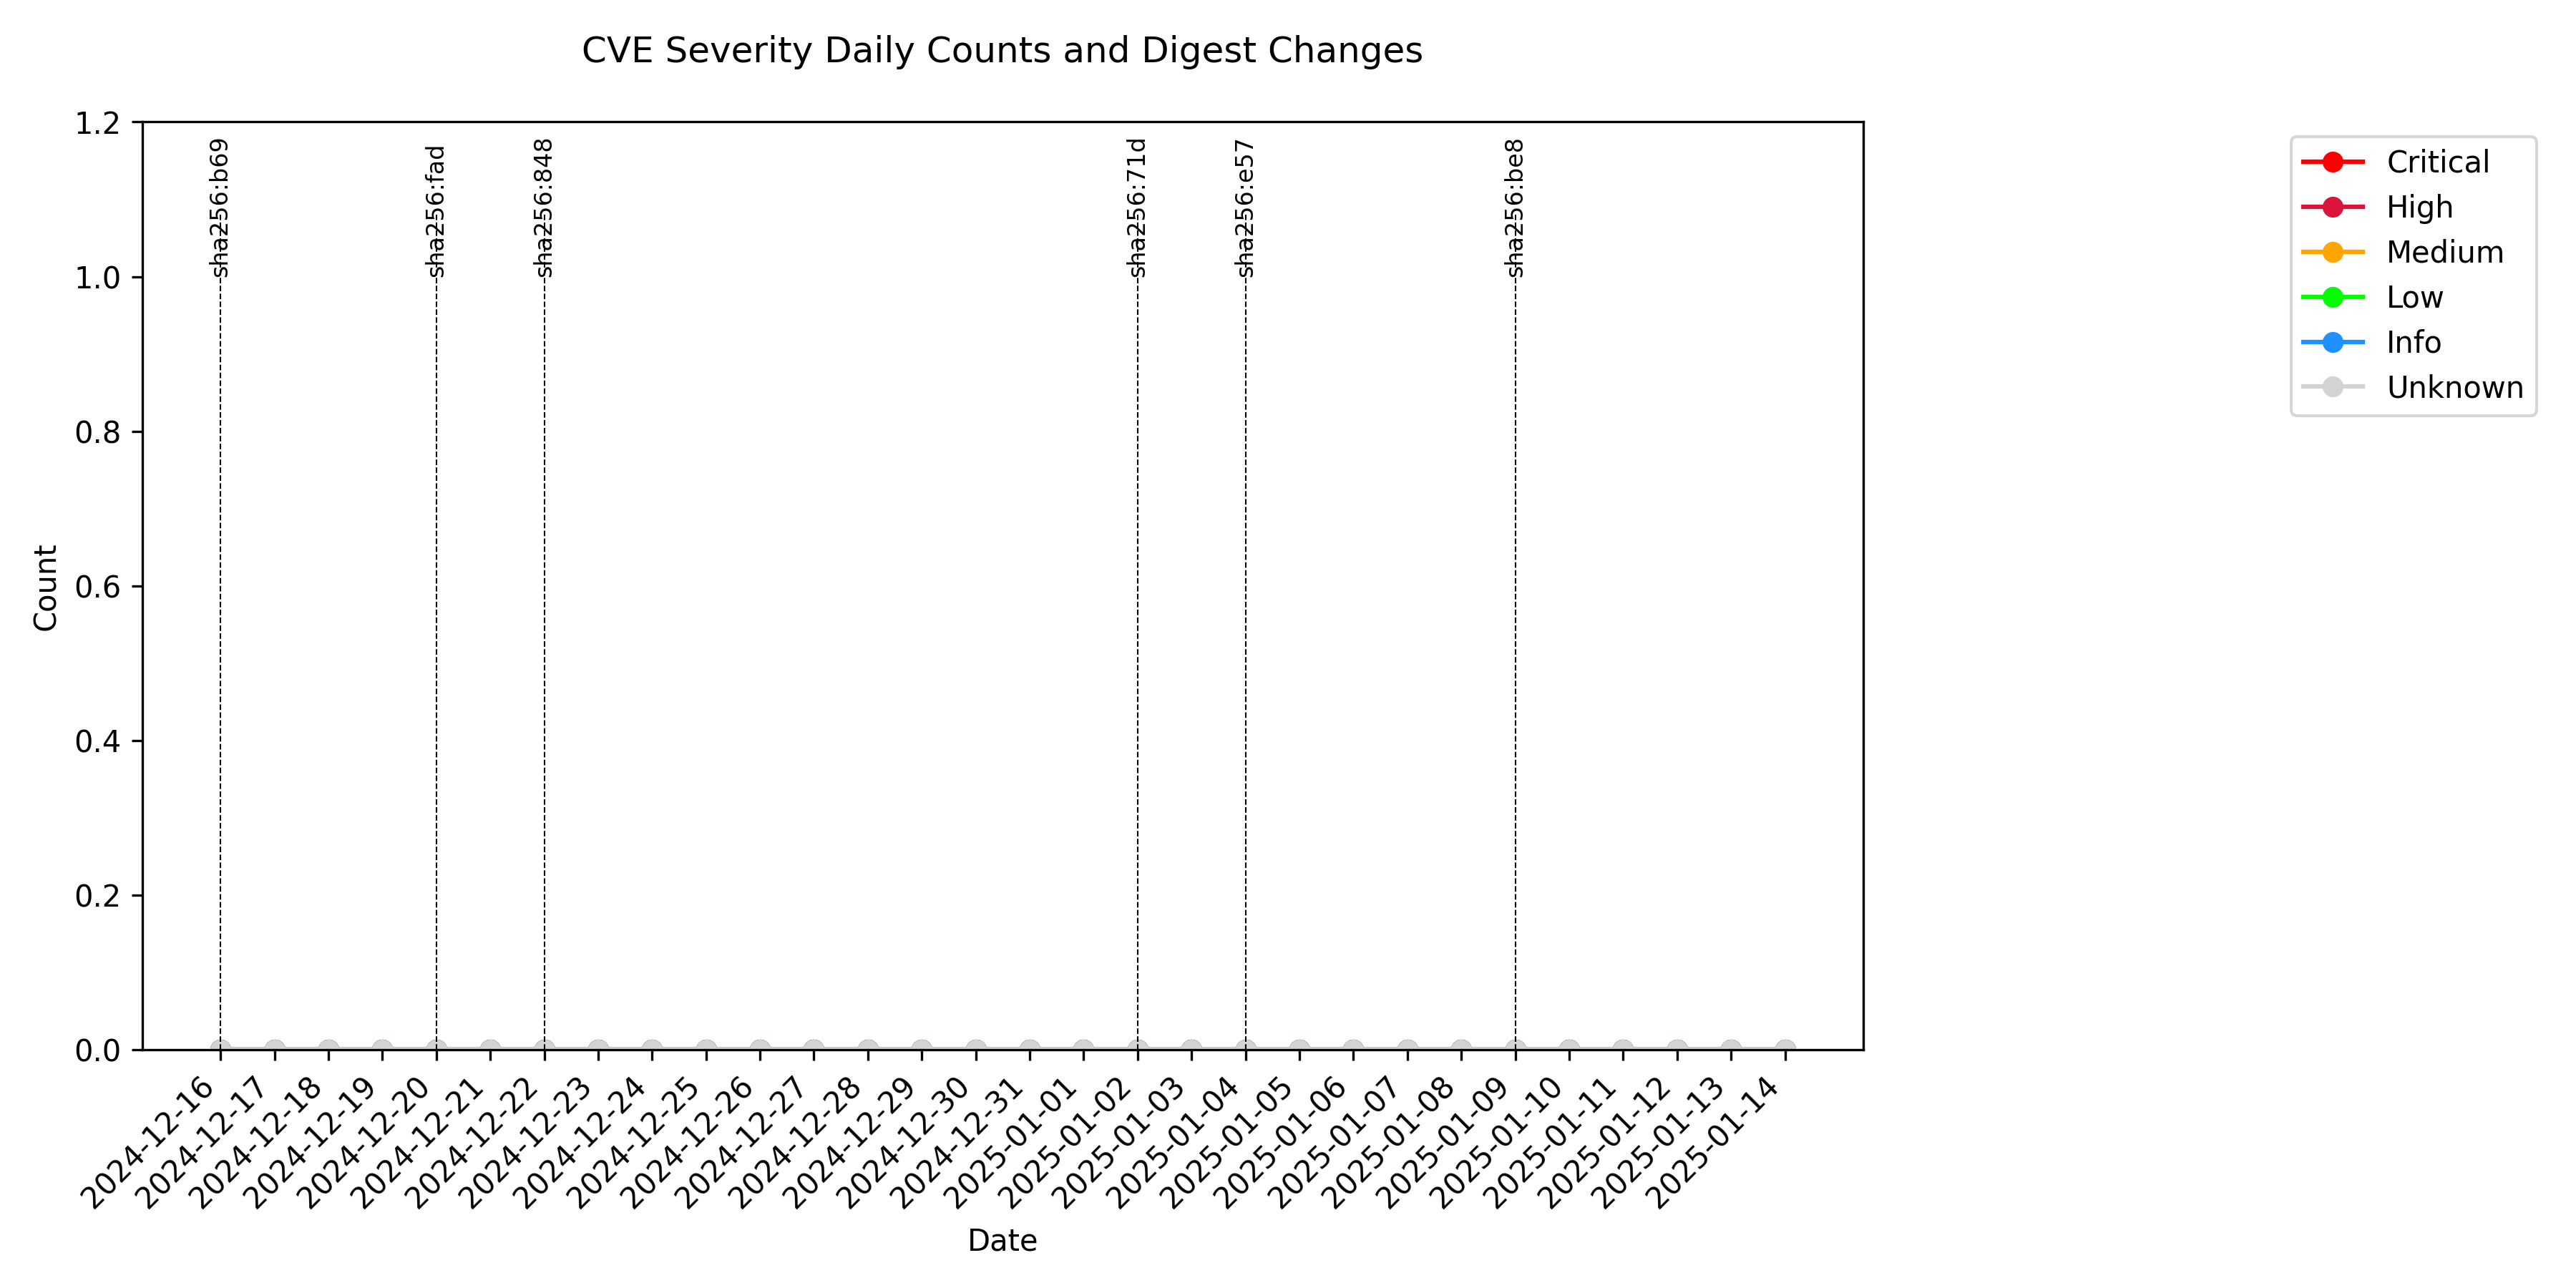 CVE Severity Daily Counts and Digest Changes
1.2
1.0
0.8
0.6
0.4
0.2
0.0
Count
sha256:b69
sha256:fad
sha256:848
sha256:71d
sha256:e57
sha256:be8
Critical
High
Medium
Low
Info
Unknown
2024-12-16
2024-12-17
2024-12-18
2024-12-19
2024-12-20
2024-12-21
2024-12-22
2024-12-23
2024-12-24
2024-12-25
2024-12-26
2024-12-27
2024-12-28
2024-12-29
2024-12-30
2024-12-31
2025-01-01
2025-01-02
2025-01-03
2025-01-04
2025-01-05
2025-01-06
2025-01-07
2025-01-08
2025-01-09
2025-01-10
2025-01-11
2025-01-12
2025-01-13
2025-01-14
Date